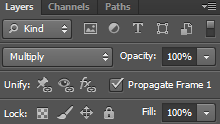 Layers Channels Paths
Kind T
Multiply Opacity: 100%
Unify: Propagate Frame 1
Lock: Fill: 100%